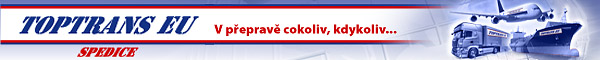 TOPTRANS EU
SPEDICE
V přepravě cokoliv, kdykoliv...